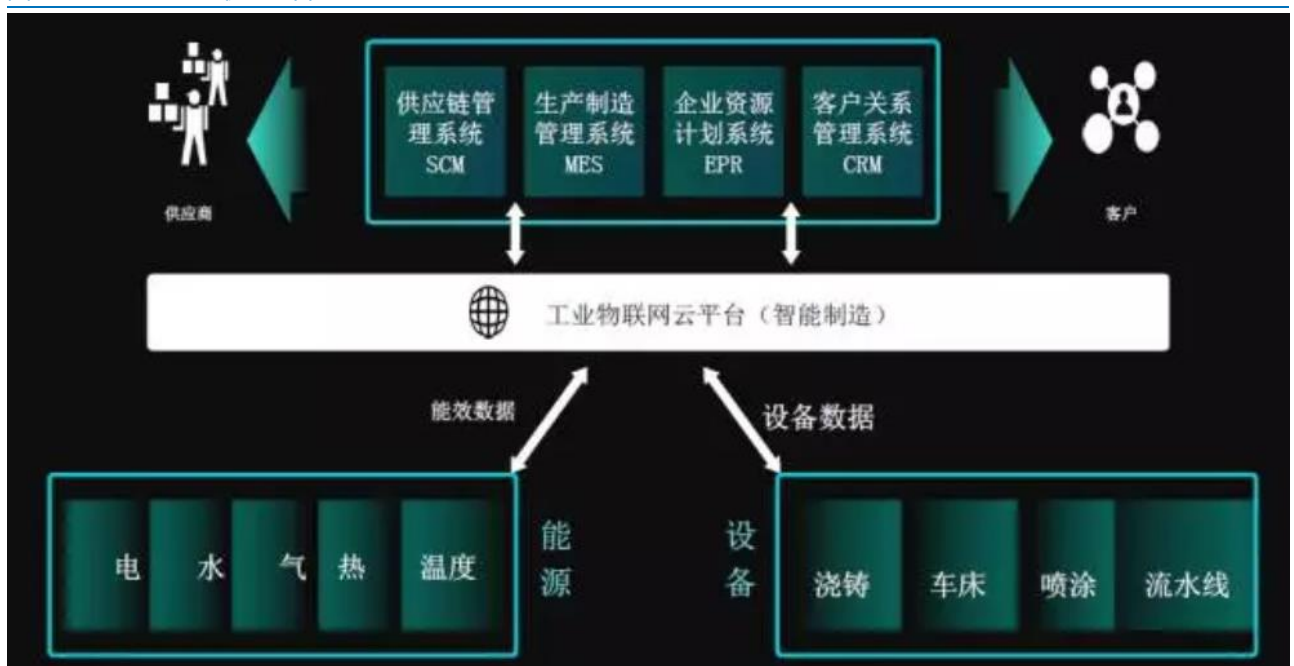 供应链管
理系统
SCM
生产制造
管理系统
MES
企业资源
计划系统
EPR
客户关系
管理系统
CRM
供应商
客户
工业物联网云平台（智能制造）
能效数据
设备数据
电
水
气
热
温度
能
源
设
备
浇铸
车床
喷涂
流水线